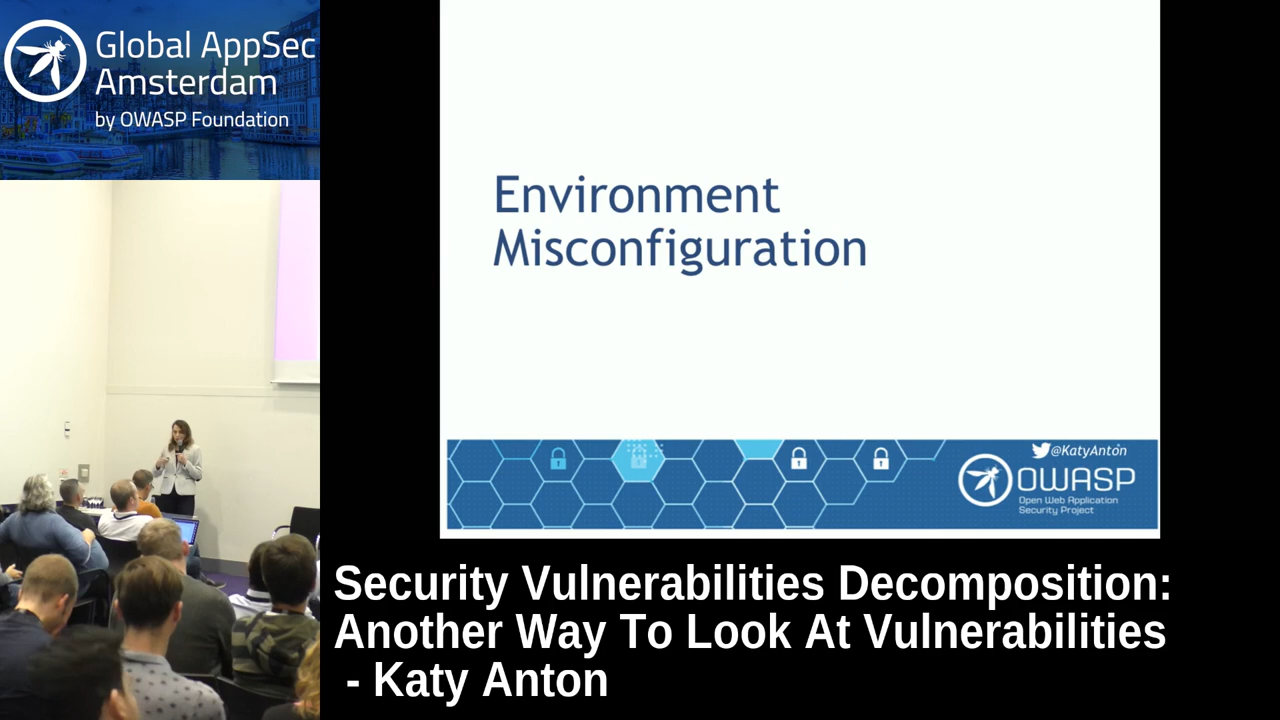 Global AppSec
Amsterdam
by OWASP Foundation
Environment
Misconfiguration
@KatyAnton
OWASP
Open Web Application
Security Project
Security Vulnerabilities Decomposition:
Another Way To Look At Vulnerabilities
- Katy Anton